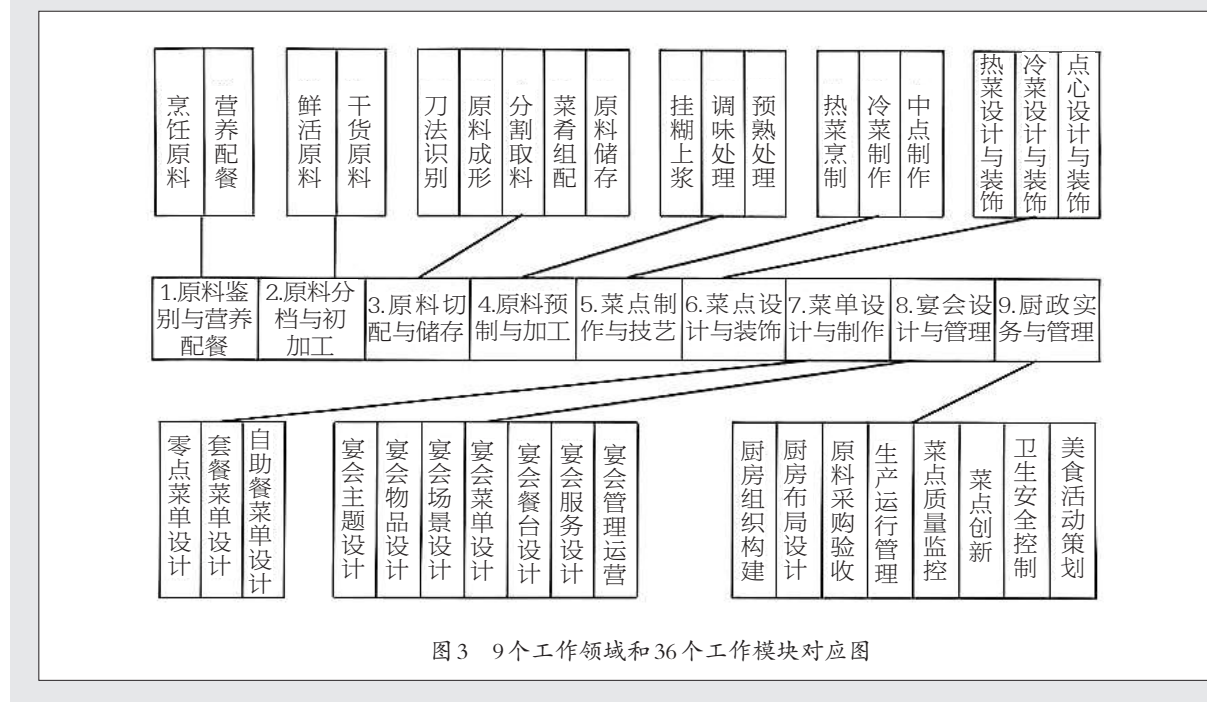 烹饪原料
营养配餐
鲜活原料
干货原料
刀法识别
原料成形
分割取料
菜肴组配
原料储存
挂糊上浆
调味处理
预熟处理
热菜烹制
冷菜制作
中点制作
热菜设计与装饰
冷菜设计与装饰
点心设计与装饰
1.原料鉴
别与营养
配餐
2.原料分
档与初
加工
3.原料切
配与储存
4.原料预
制与加工
5.菜点制
作与技艺
6.菜点设
计与装饰
7.菜单设
计与制作
8.宴会设
计与管理
9.厨政实
务与管理
零点菜单设计
套餐菜单设计
自助餐菜单设计
宴会主题设计
宴会物品设计
宴会场景设计
宴会菜单设计
宴会餐台设计
宴会服务设计
宴会管理运营
厨房组织构建
厨房布局设计
原料采购验收
生产运行管理
菜点质量监控
菜点创新
卫生安全控制
美食活动策划
图3 9个工作领域和36个工作模块对应图